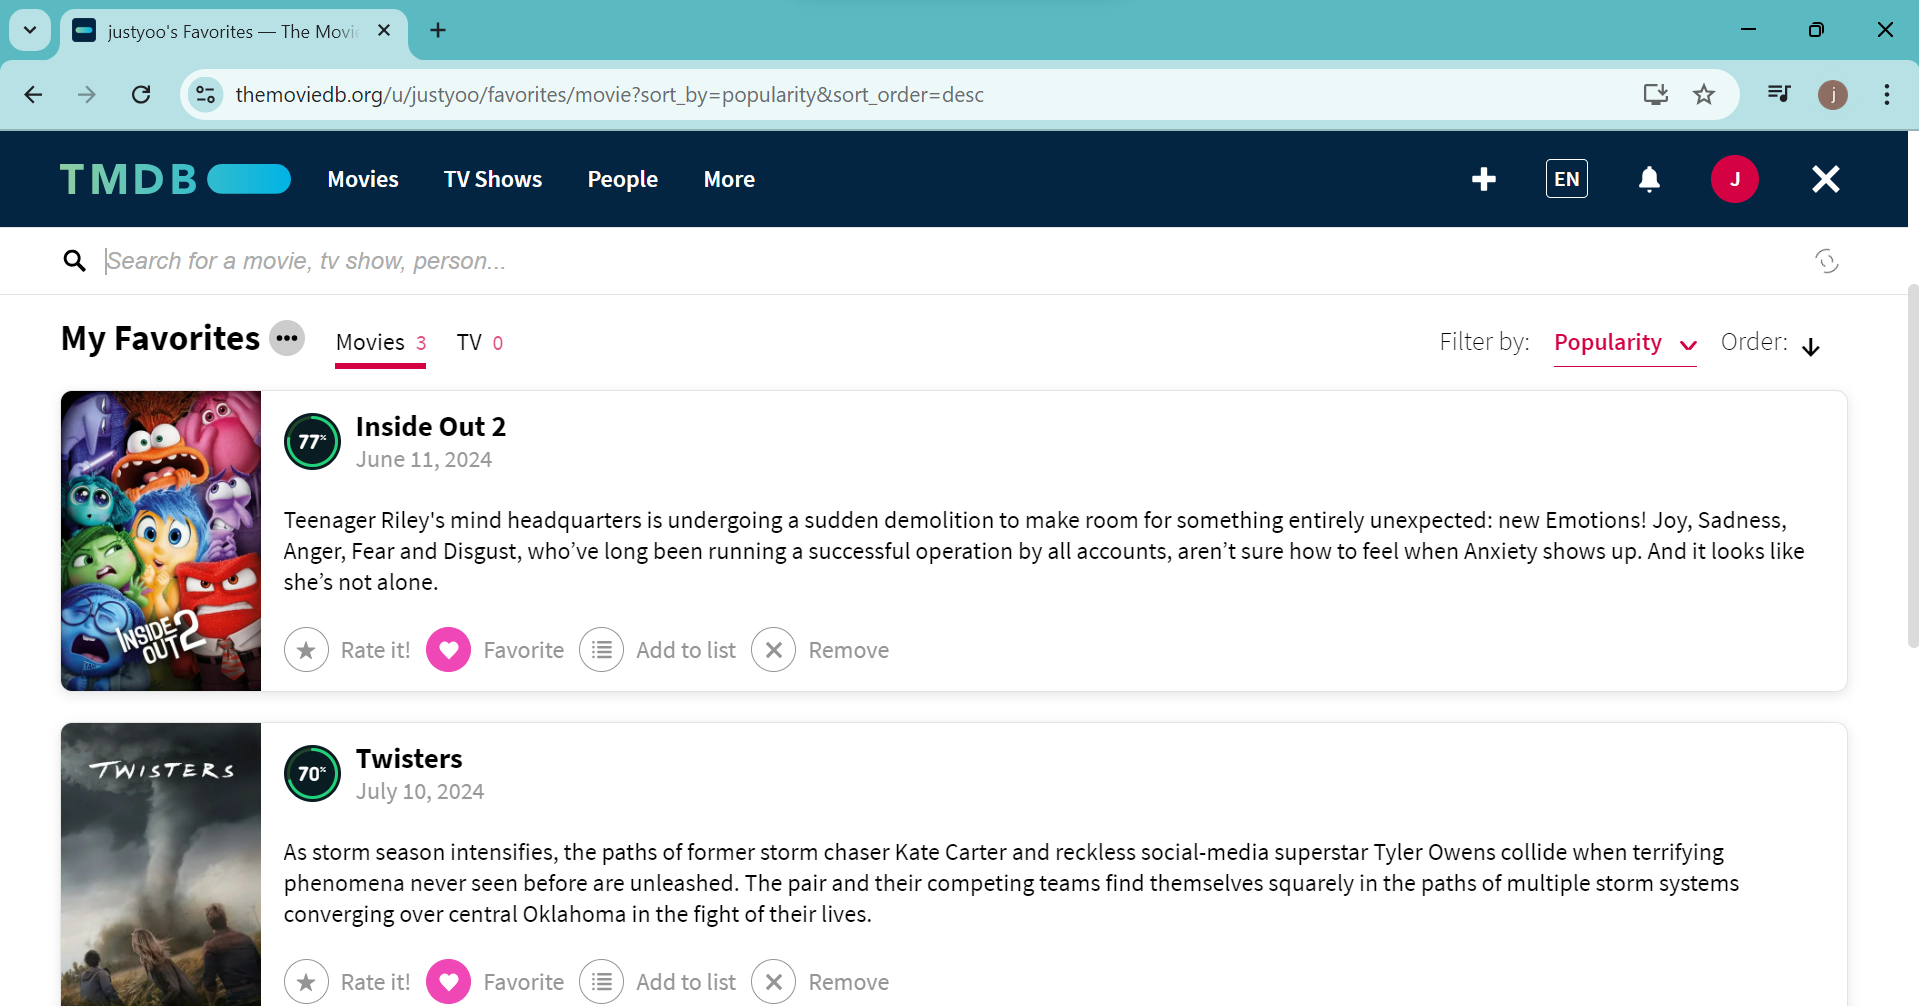 justyoo's Favorites — The Movi
themoviedb.org/u/justyoo/favorites/movie?sort_by=popularity&sort_order=desc
j
TMDB
Movies
TV Shows
People
More
EN
J
Search for a movie, tv show, person...
My Favorites
Movies 3
TV 0
Filter by: Popularity
Order:
INSIDE OUT 2
77%
Inside Out 2
June 11, 2024
Teenager Riley's mind headquarters is undergoing a sudden demolition to make room for something entirely unexpected: new Emotions! Joy, Sadness,
Anger, Fear and Disgust, who’ve long been running a successful operation by all accounts, aren’t sure how to feel when Anxiety shows up. And it looks like
she’s not alone.
Rate it!
Favorite
Add to list
Remove
TWISTERS
70%
Twisters
July 10, 2024
As storm season intensifies, the paths of former storm chaser Kate Carter and reckless social-media superstar Tyler Owens collide when terrifying
phenomena never seen before are unleashed. The pair and their competing teams find themselves squarely in the paths of multiple storm systems
converging over central Oklahoma in the fight of their lives.
Rate it!
Favorite
Add to list
Remove